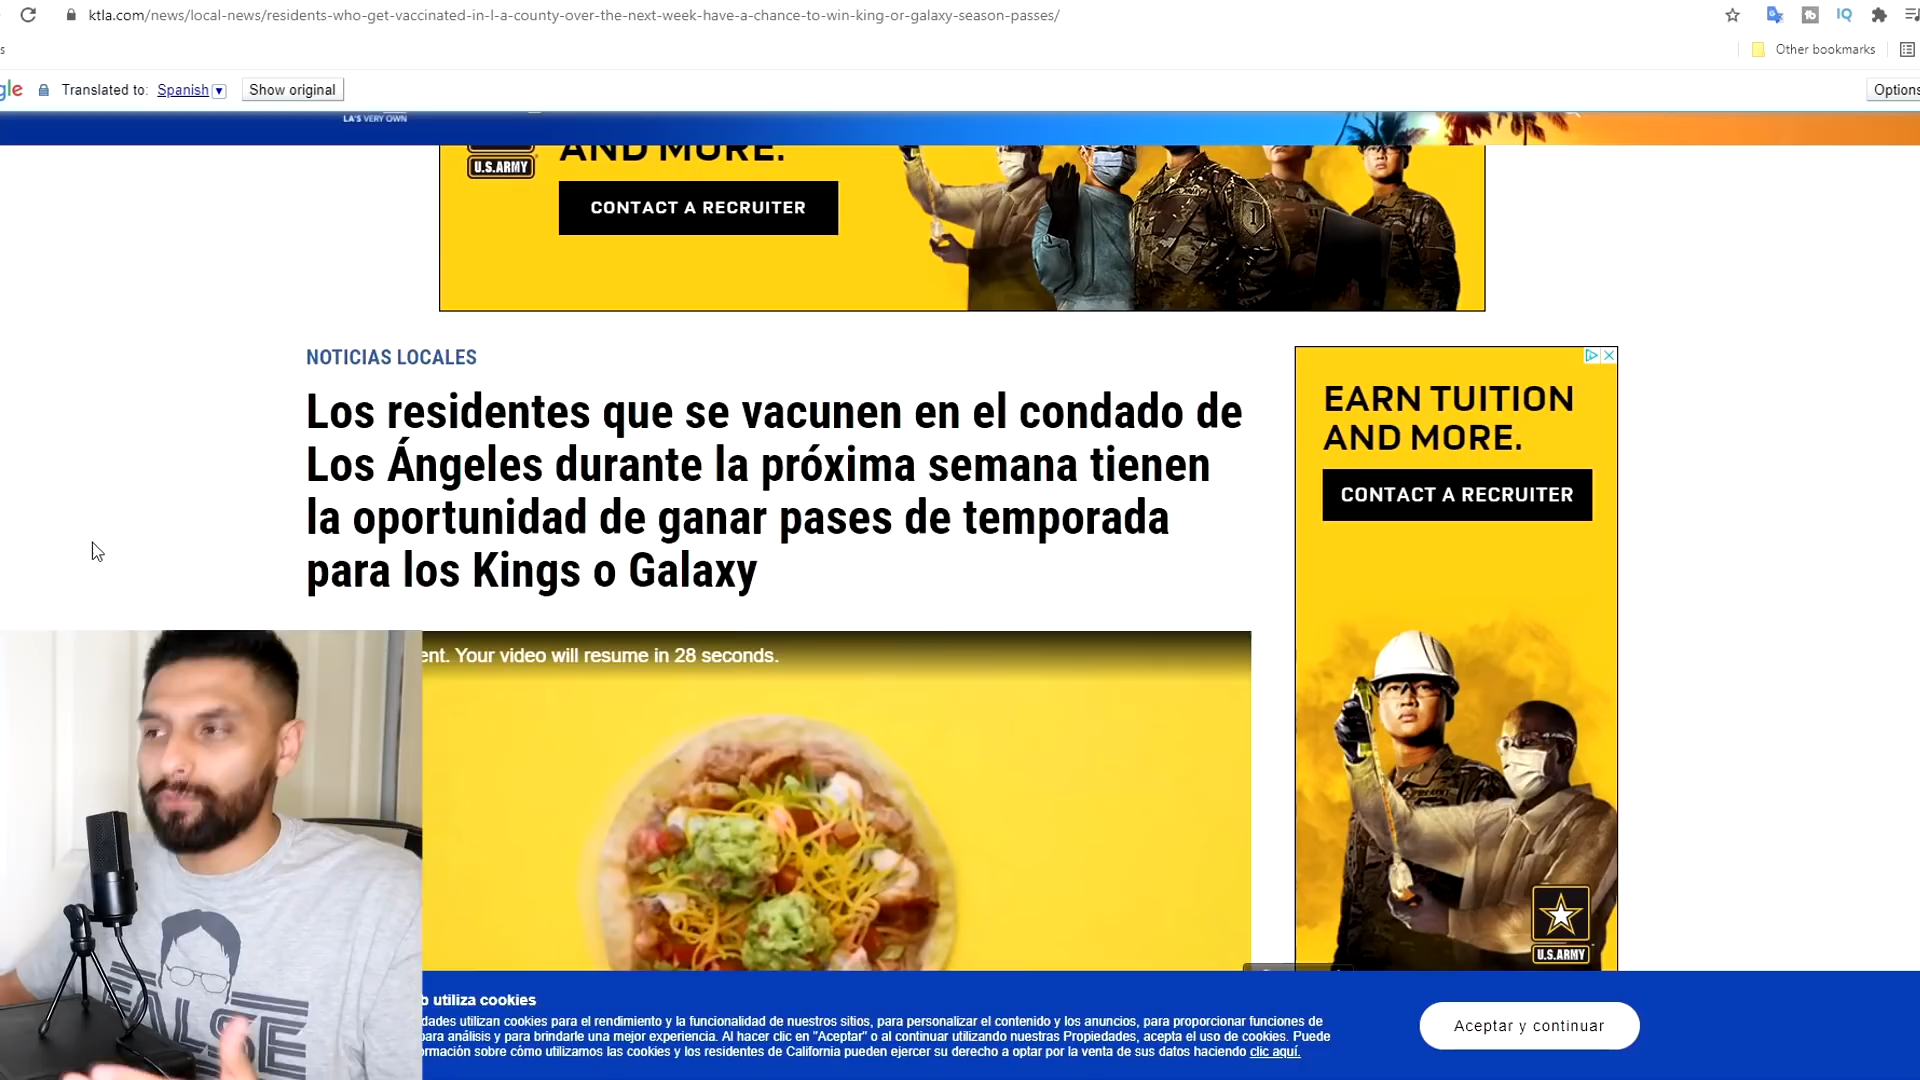 ktla.com/news/local-news/residents-who-get-vaccinated-in-l-a-county-over-the-next-week-have-a-chance-to-win-king-or-galaxy-season-passes/
IQ
s
Other bookmarks
gle Translated to: Spanish Show original
Options
LA'S VERY OWN
AND MORE.
U.S.ARMY
CONTACT A RECRUITER
NOTICIAS LOCALES
Los residentes que se vacunen en el condado de
Los Ángeles durante la próxima semana tienen
la oportunidad de ganar pases de temporada
para los Kings o Galaxy
EARN TUITION
AND MORE.
CONTACT A RECRUITER
U.S.ARMY
ent. Your video will resume in 28 seconds.
FALSE
b utiliza cookies
dades utilizan cookies para el rendimiento y la funcionalidad de nuestros sitios, para personalizar el contenido y los anuncios, para proporcionar funciones de
para análisis y para brindarle una mejor experiencia. Al hacer clic en "Aceptar" o al continuar utilizando nuestras Propiedades, acepta el uso de cookies. Puede
ormación sobre cómo utilizamos las cookies y los residentes de California pueden ejercer su derecho a optar por la venta de sus datos haciendo clic aquí.
Aceptar y continuar